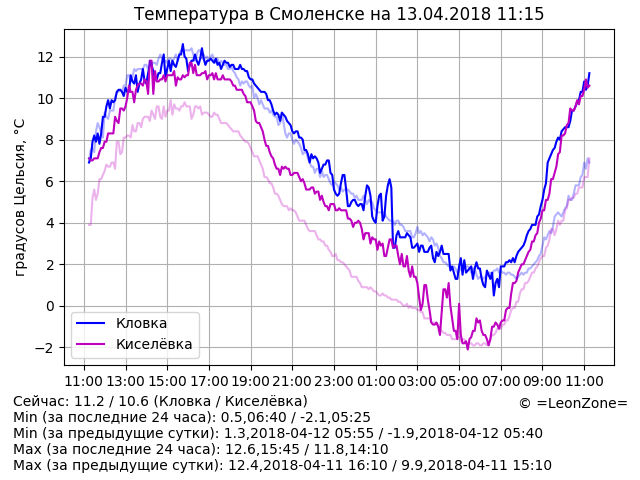 Температура в Смоленске на 13.04.2018 11:15
градусов Цельсия, °C
12
10
8
6
4
2
0
−2
Кловка
Киселёвка
11:00 13:00 15:00 17:00 19:00 21:00 23:00 01:00 03:00 05:00 07:00 09:00 11:00
Сейчас: 11.2 / 10.6 (Кловка / Киселёвка)
© =LeonZone=
Min (за последние 24 часа): 0.5,06:40 / -2.1,05:25
Min (за предыдущие сутки): 1.3,2018-04-12 05:55 / -1.9,2018-04-12 05:40
Max (за последние 24 часа): 12.6,15:45 / 11.8,14:10
Max (за предыдущие сутки): 12.4,2018-04-11 16:10 / 9.9,2018-04-11 15:10